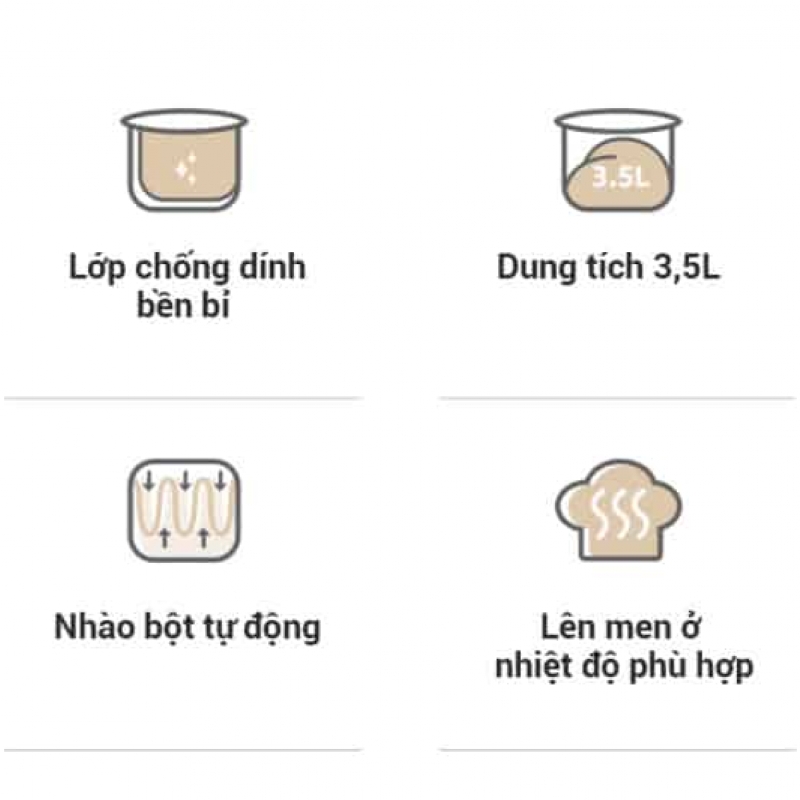 Lớp chống dính
bền bỉ
3.5L
Dung tích 3,5L
Nhào bột tự động
Lên men ở
nhiệt độ phù hợp